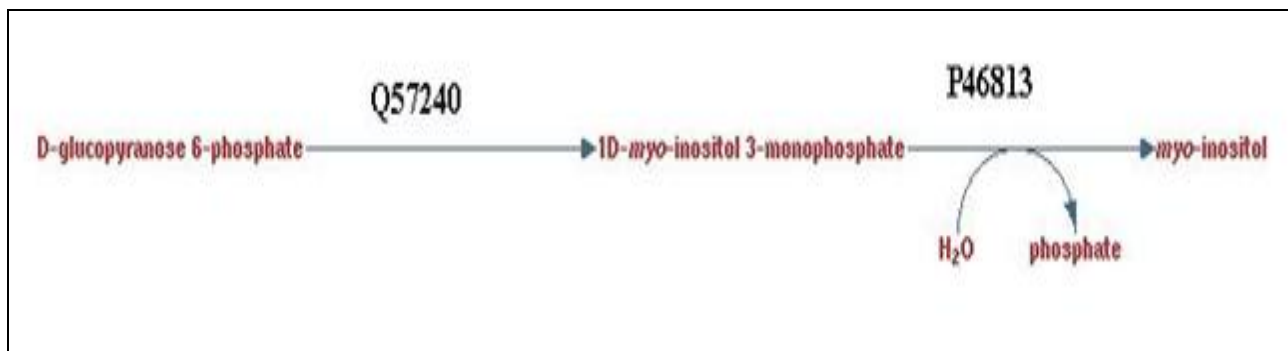 P46813
Q57240
D-glucopyranose 6-phosphate 1D-myo-inositol 3-monophosphate myo-inositol
H₂O phosphate